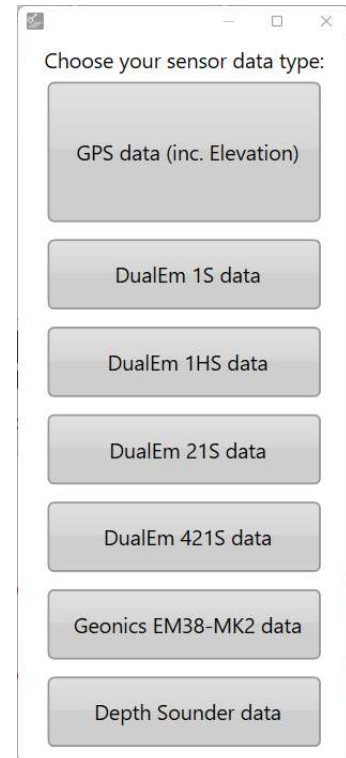 Choose your sensor data type:
GPS data (inc. Elevation)
DualEm 1S data
DualEm 1HS data
DualEm 21S data
DualEm 421S data
Geonics EM38-MK2 data
Depth Sounder data